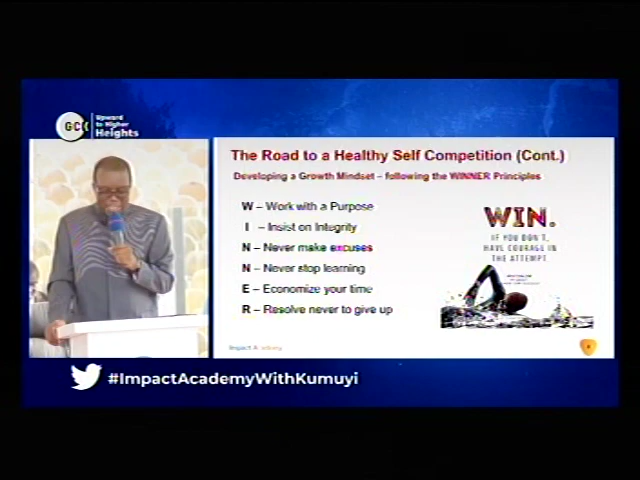 GCK
Upward
to Higher
Heights
The Road to a Healthy Self Competition (Cont.)
Developing a Growth Mindset – following the WINNER Principles
W – Work with a Purpose
I – Insist on Integrity
N – Never make excuses
N – Never stop learning
E – Economize your time
R – Resolve never to give up
WIN.
IF YOU DON'T,
HAVE COURAGE IN
THE ATTEMPT
Impact Academy
#ImpactAcademyWithKumuyi